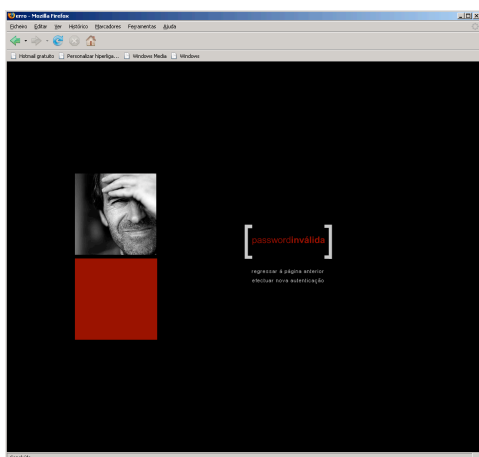 erro - Mozilla Firefox
Ficheiro Editar Ver Histórico Marcadores Ferramentas Ajuda
Hotmail gratuito Personalizar hiperliga... Windows Media Windows
[passwordinválida]
regressar à página anterior
efectuar nova autenticação